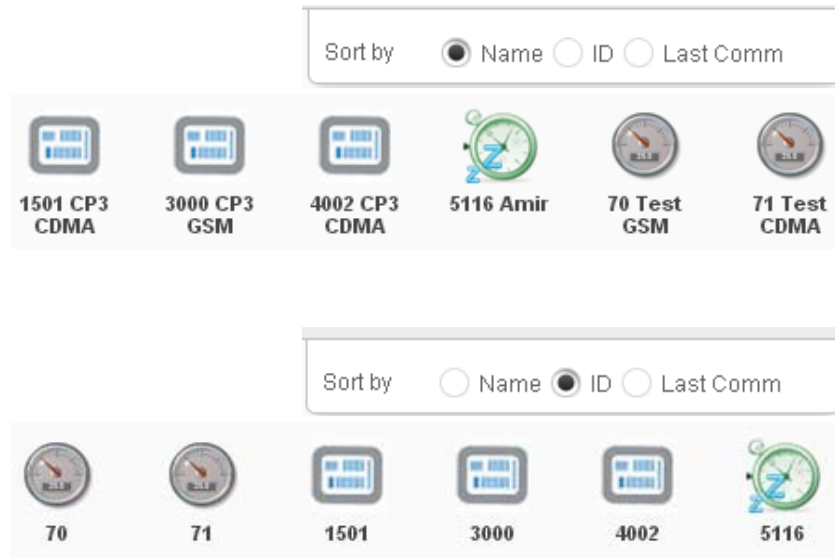 Sort by Name ID Last Comm
1501 CP3 3000 CP3 4002 CP3 5116 Amir 70 Test 71 Test
CDMA GSM CDMA GSM CDMA
Sort by Name ID Last Comm
70 71 1501 3000 4002 5116